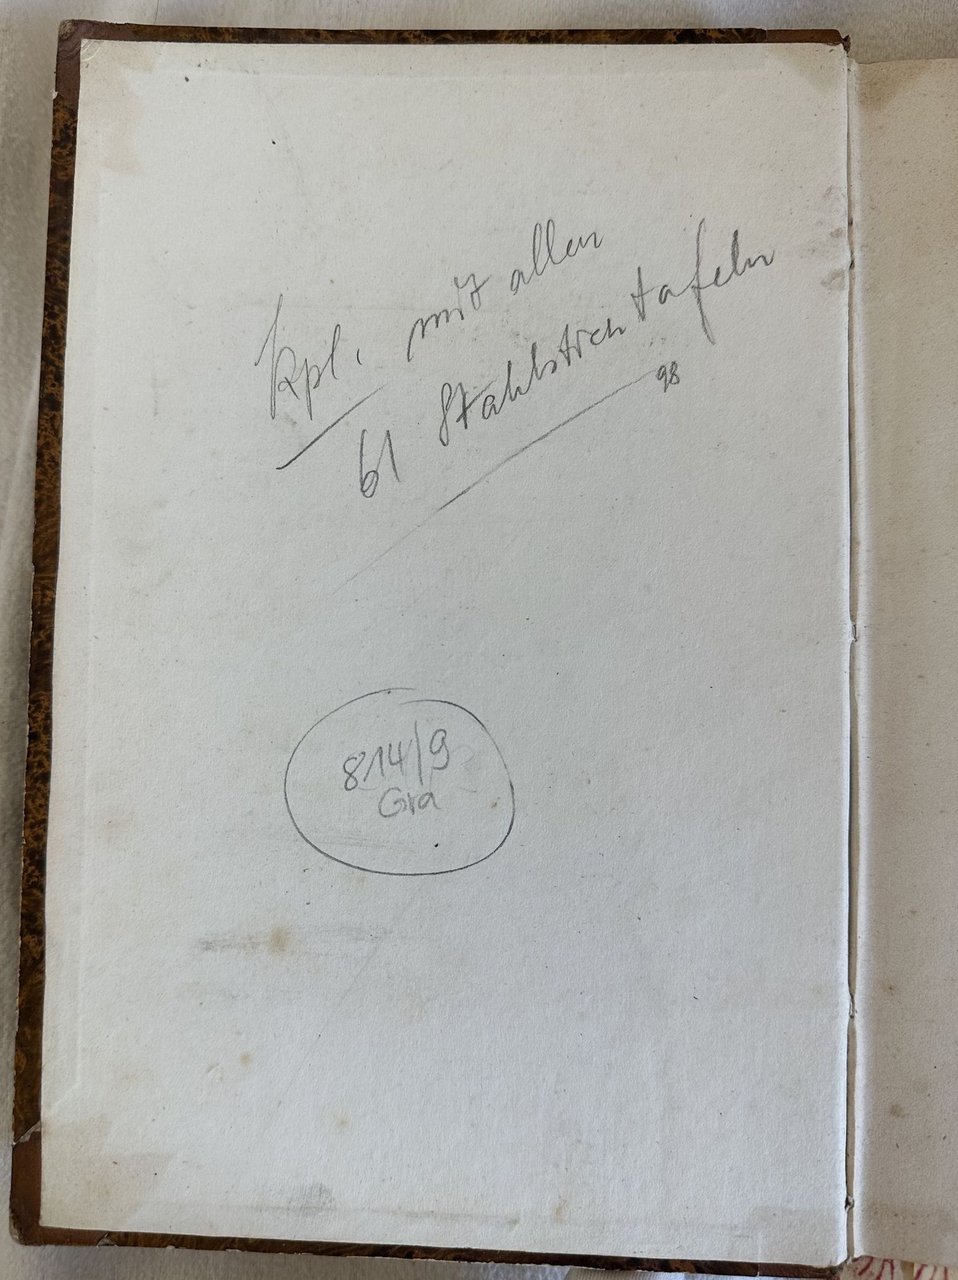 kpl. mit allen
61 Stahlstichtafeln
98
814/9
Gra